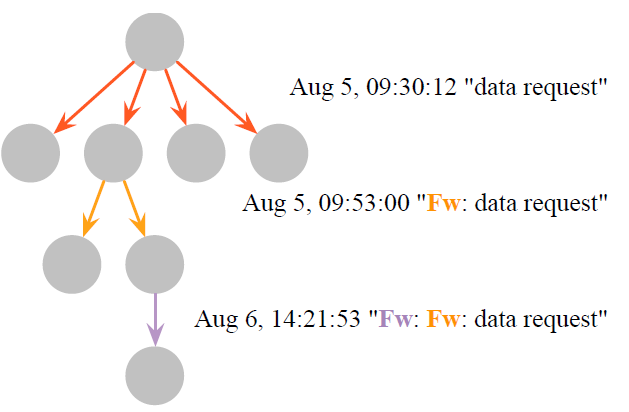 Aug 5, 09:30:12 "data request"
Aug 5, 09:53:00 "Fw: data request"
Aug 6, 14:21:53 "Fw: Fw: data request"